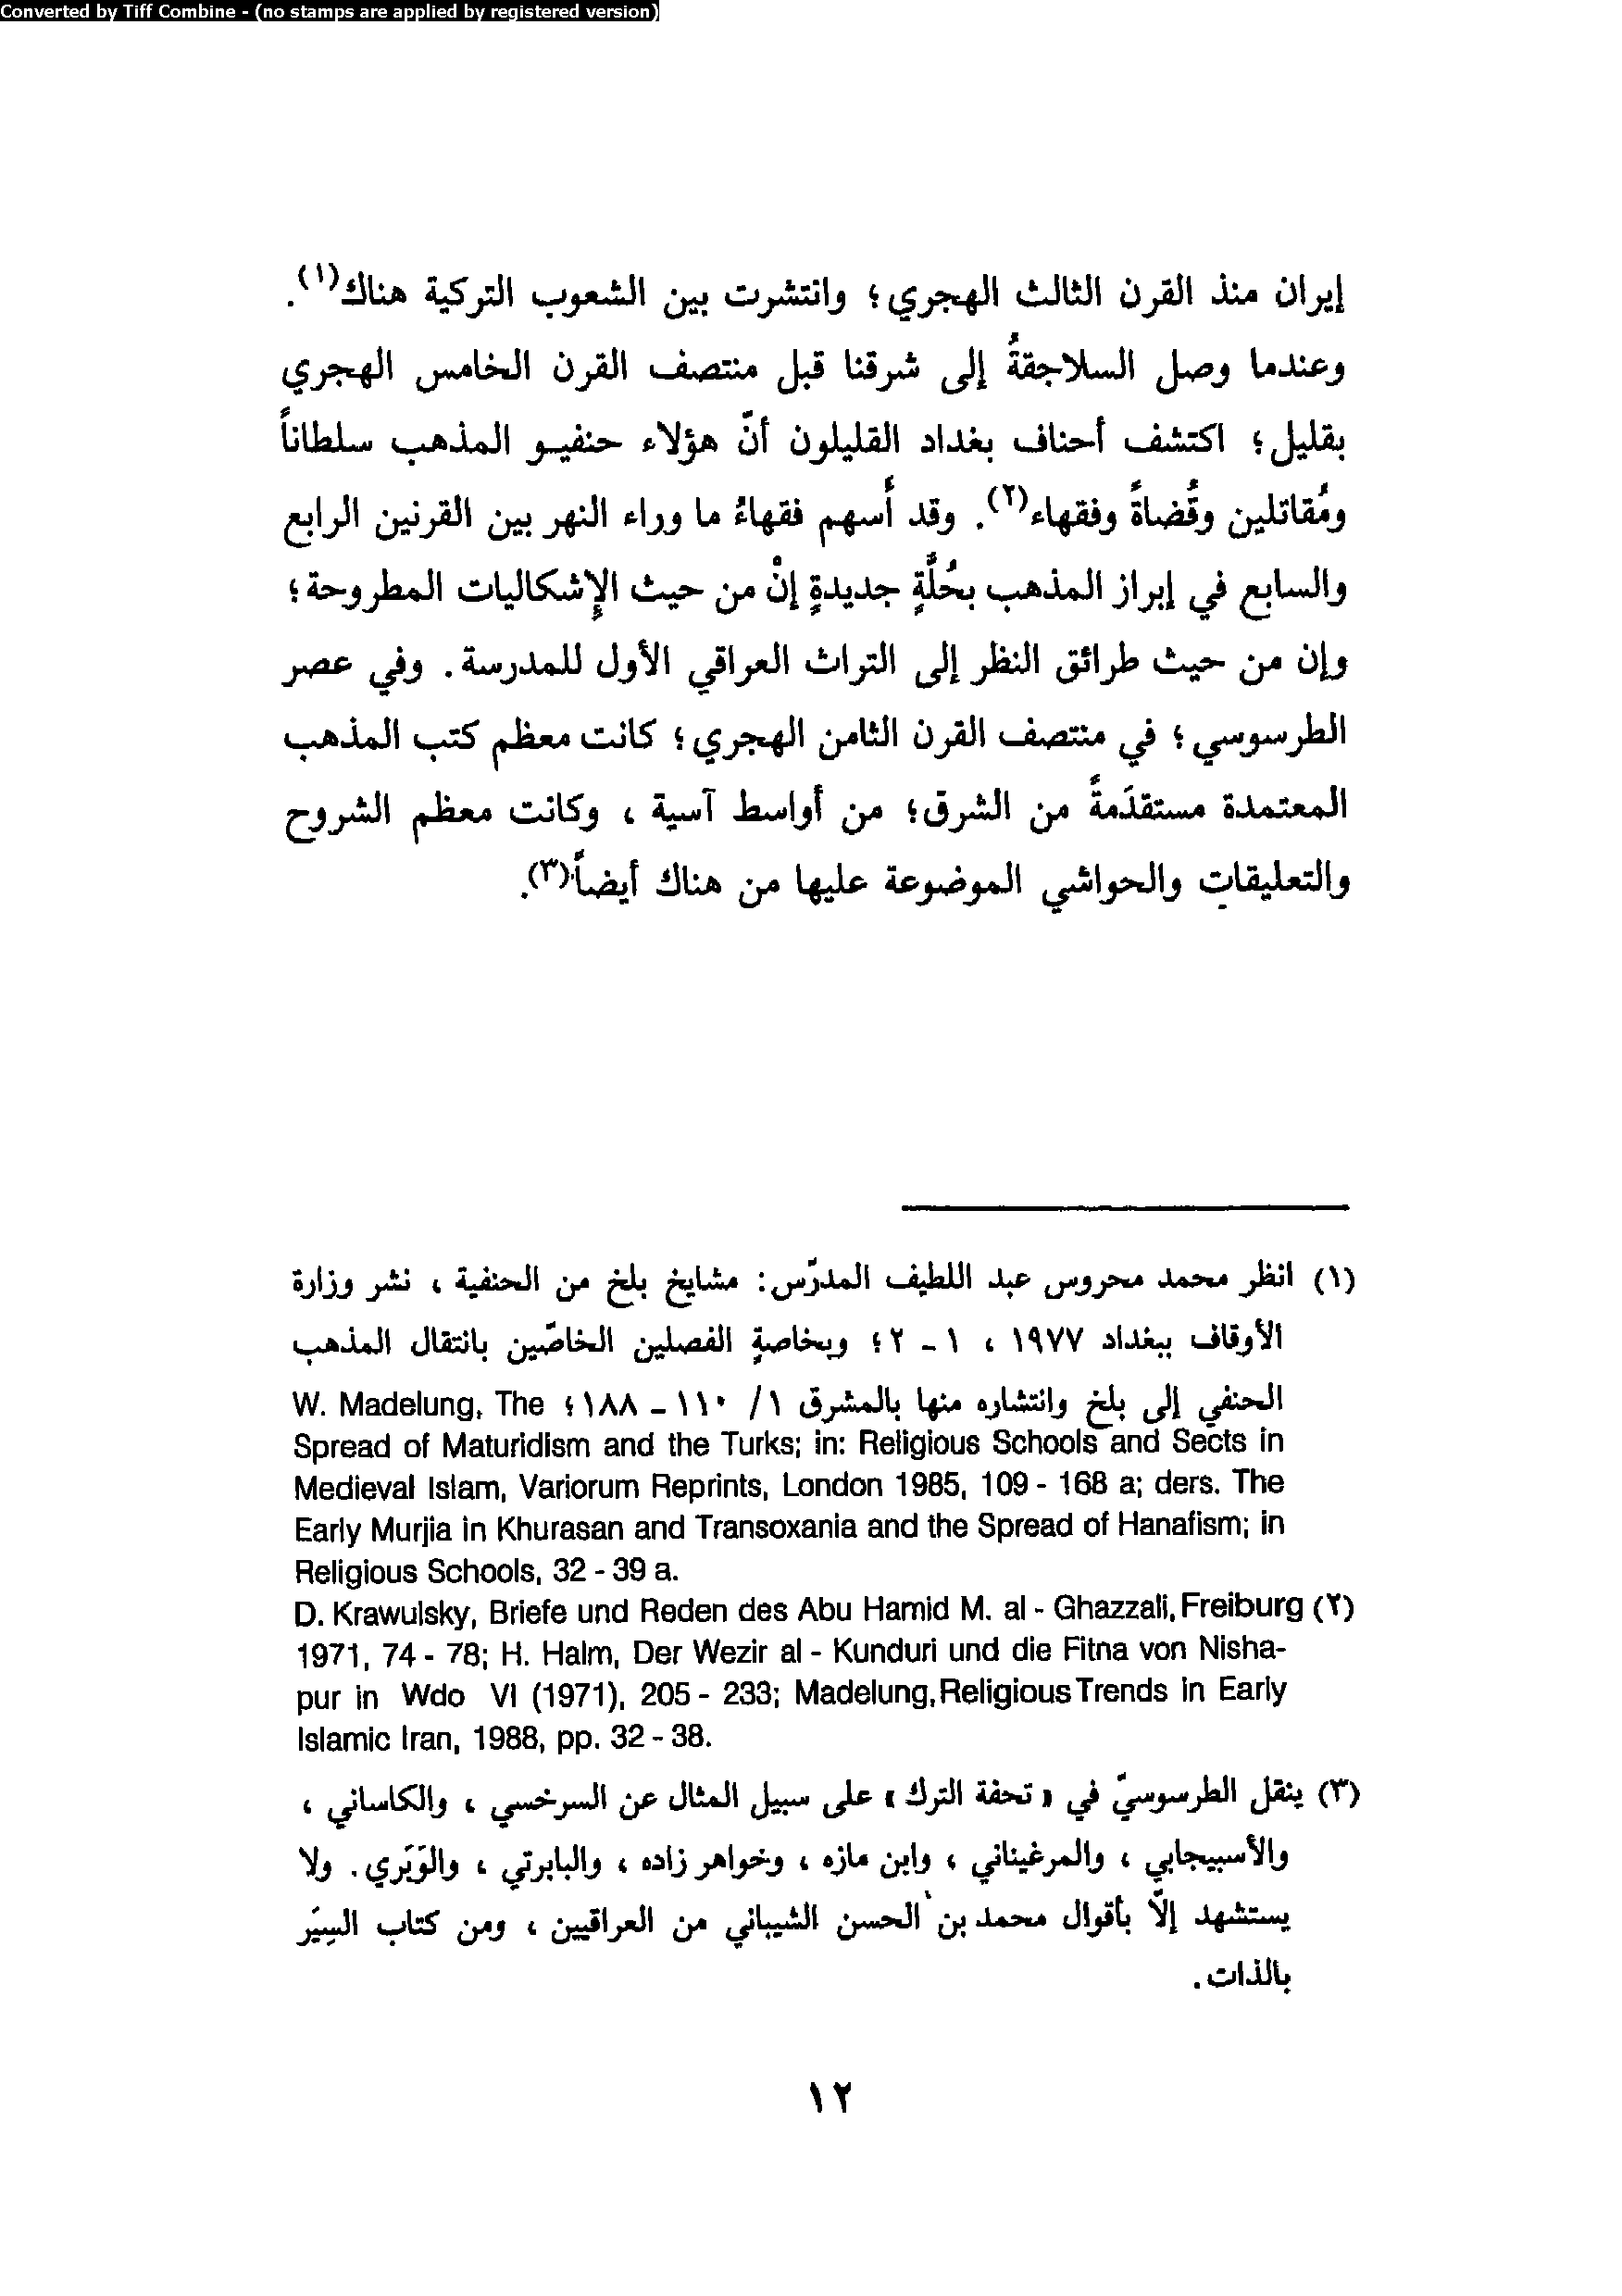 Converted by Tiff Combine - (no stamps are applied by registered version)
إيران منذ القرن الثالث الهجري؛ وانتشرت بين الشعوب التركية هناك(١).
وعندما وصل السلاجقةُ إلى شرقنا قبل منتصف القرن الخامس الهجري
بقليل؛ اكتشف أحناف بغداد القليلون أنّ هؤلاء حنفيو المذهب سلطاناً
ومُقاتلين وقُضاةً وفقهاء(٢). وقد أسهم فقهاءُ ما وراء النهر بين القرنين الرابع
والسابع في إبراز المذهب بحُلَّةٍ جديدةٍ إنْ من حيث الإشكاليات المطروحة؛
وإن من حيث طرائق النظر إلى التراث العراقي الأول للمدرسة. وفي عصر
الطرسوسي؛ في منتصف القرن الثامن الهجري؛ كانت معظم كتب المذهب
المعتمدة مستقدَمةً من الشرق؛ من أواسط آسية ، وكانت معظم الشروح
والتعليقاتِ والحواشي الموضوعة عليها من هناك أيضاً(٣).
(١) انظر محمد محروس عبد اللطيف المدرّس: مشايخ بلخ من الحنفية ، نشر وزارة
الأوقاف ببغداد ١٩٧٧ ، ١ - ٢؛ وبخاصةٍ الفصلين الخاصّين بانتقال المذهب
الحنفي إلى بلخ وانتشاره منها بالمشرق ١/ ١١٠ - ١٨٨؛ W. Madelung, The
Spread of Maturidism and the Turks; in: Religious Schools and Sects in
Medieval Islam, Variorum Reprints, London 1985, 109 - 168 a; ders. The
Early Murjia in Khurasan and Transoxania and the Spread of Hanafism; in
Religious Schools, 32 - 39 a.
(٢) D. Krawulsky, Briefe und Reden des Abu Hamid M. al - Ghazzali, Freiburg
1971, 74 - 78; H. Halm, Der Wezir al - Kunduri und die Fitna von Nisha-
pur in Wdo VI (1971), 205 - 233; Madelung, Religious Trends in Early
Islamic Iran, 1988, pp. 32 - 38.
(٣) ينقل الطرسوسيّ في «تحفة الترك» على سبيل المثال عن السرخسي ، والكاساني ،
والأسبيجابي ، والمرغيناني ، وابن مازه ، وخواهر زاده ، والبابرتي ، والوَبَري. ولا
يستشهد إلاّ بأقوال محمد بن الحسن الشيباني من العراقيين ، ومن كتاب السِيَر
بالذات.
١٢